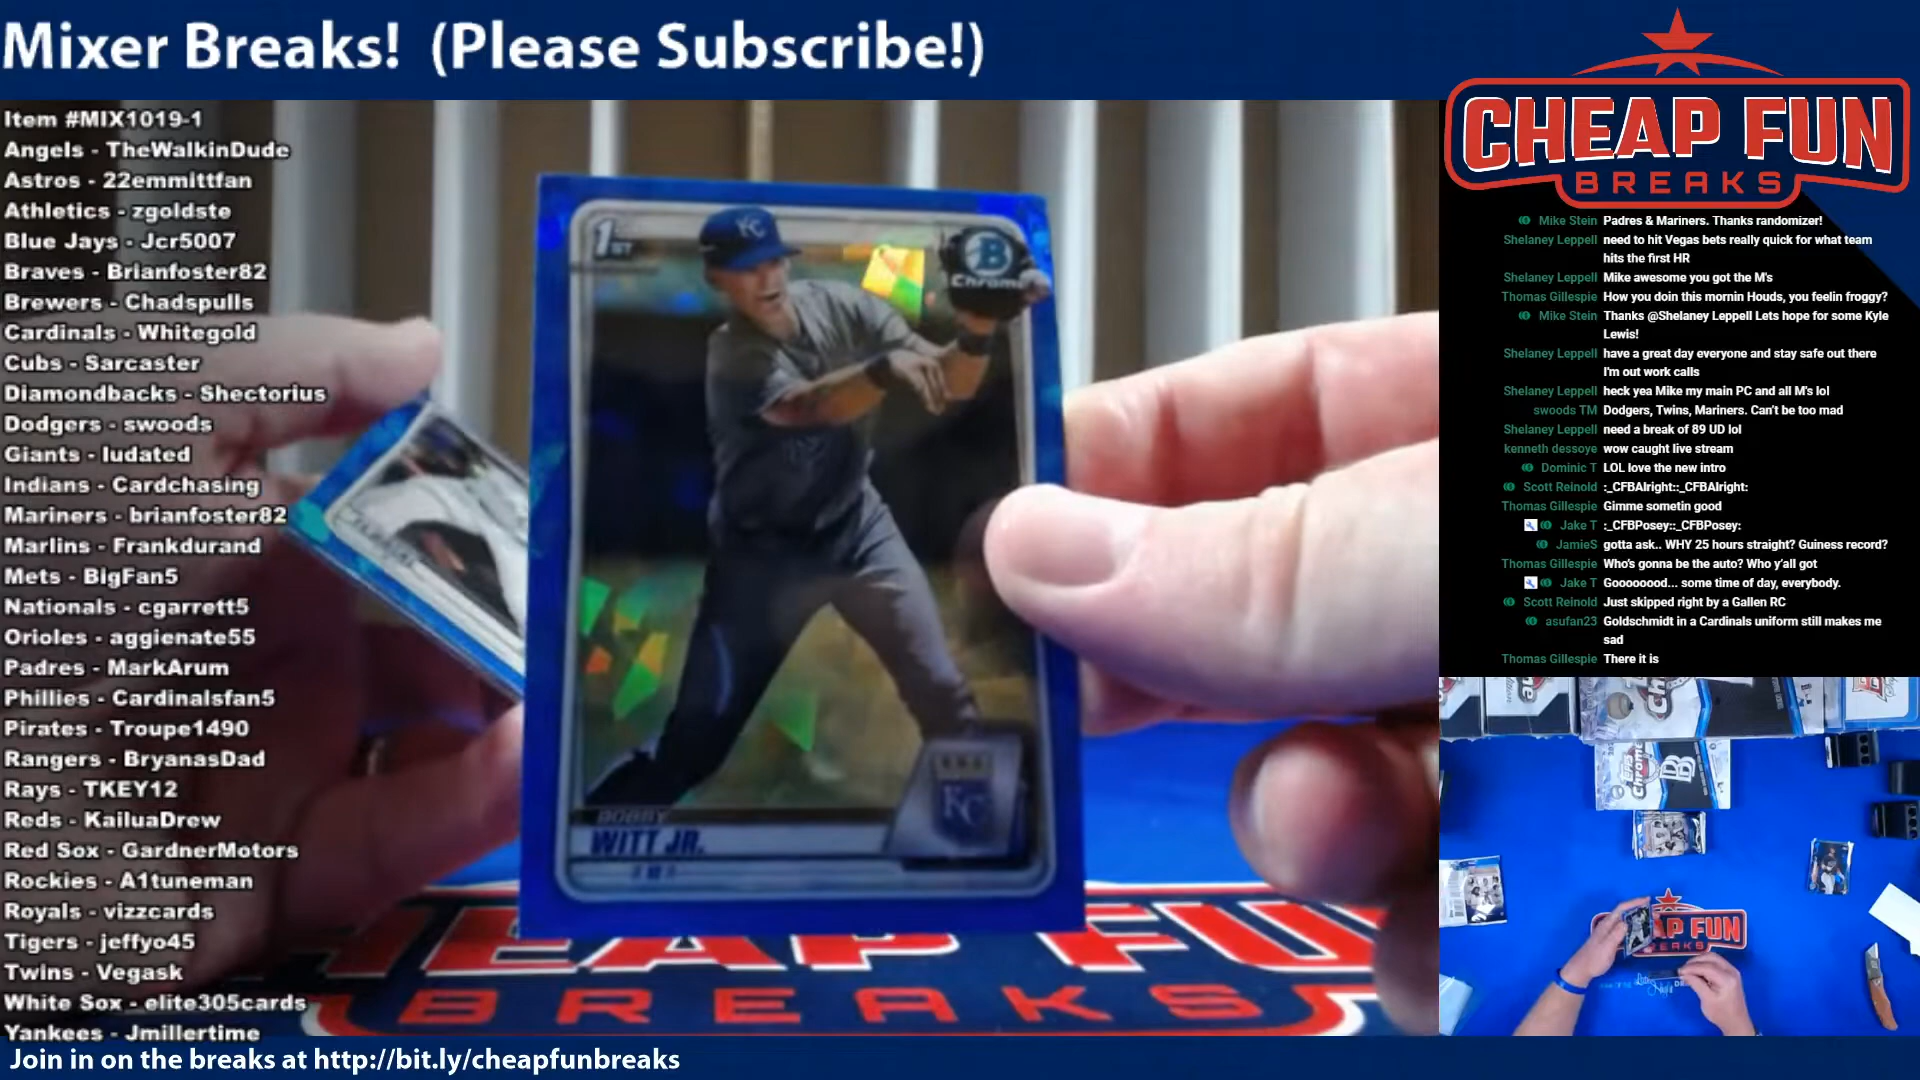 Mixer Breaks! (Please Subscribe!)
Item #MIX1019-1
Angels - TheWalkinDude
Astros - 22emmittfan
Athletics - zgoldste
Blue Jays - Jcr5007
Braves - Brianfoster82
Brewers - Chadspulls
Cardinals - Whitegold
Cubs - Sarcaster
Diamondbacks - Shectorius
Dodgers - swoods
Giants - ludated
Indians - Cardchasing
Mariners - brianfoster82
Marlins - Frankdurand
Mets - BigFan5
Nationals - cgarrett5
Orioles - aggienate55
Padres - MarkArum
Phillies - Cardinalsfan5
Pirates - Troupe1490
Rangers - BryanasDad
Rays - TKEY12
Reds - KailuaDrew
Red Sox - GardnerMotors
Rockies - A1tuneman
Royals - vizzcards
Tigers - jeffyo45
Twins - Vegask
White Sox - elite305cards
Yankees - Jmillertime
Join in on the breaks at http://bit.ly/cheapfunbreaks
1ST
KC
B
Chrome
BOBBY
WITT JR.
KC
CHEAP FUN
BREAKS
CHEAP FUN
BREAKS
Mike Stein Padres & Mariners. Thanks randomizer!
Shelaney Leppell need to hit Vegas bets really quick for what team
hits the first HR
Shelaney Leppell Mike awesome you got the M's
Thomas Gillespie How you doin this mornin Houds, you feelin froggy?
Mike Stein Thanks @Shelaney Leppell Lets hope for some Kyle
Lewis!
Shelaney Leppell have a great day everyone and stay safe out there
I'm out work calls
Shelaney Leppell heck yea Mike my main PC and all M's lol
swoods TM Dodgers, Twins, Mariners. Can't be too mad
Shelaney Leppell need a break of 89 UD lol
kenneth dessoye wow caught live stream
Dominic T LOL love the new intro
Scott Reinold :_CFBAlright::_CFBAlright:
Thomas Gillespie Gimme sometin good
Jake T :_CFBPosey::_CFBPosey:
JamieS gotta ask.. WHY 25 hours straight? Guiness record?
Thomas Gillespie Who's gonna be the auto? Who y'all got
Jake T Goooooood... some time of day, everybody.
Scott Reinold Just skipped right by a Gallen RC
asufan23 Goldschmidt in a Cardinals uniform still makes me
sad
Thomas Gillespie There it is
AP FUN
BREAKS